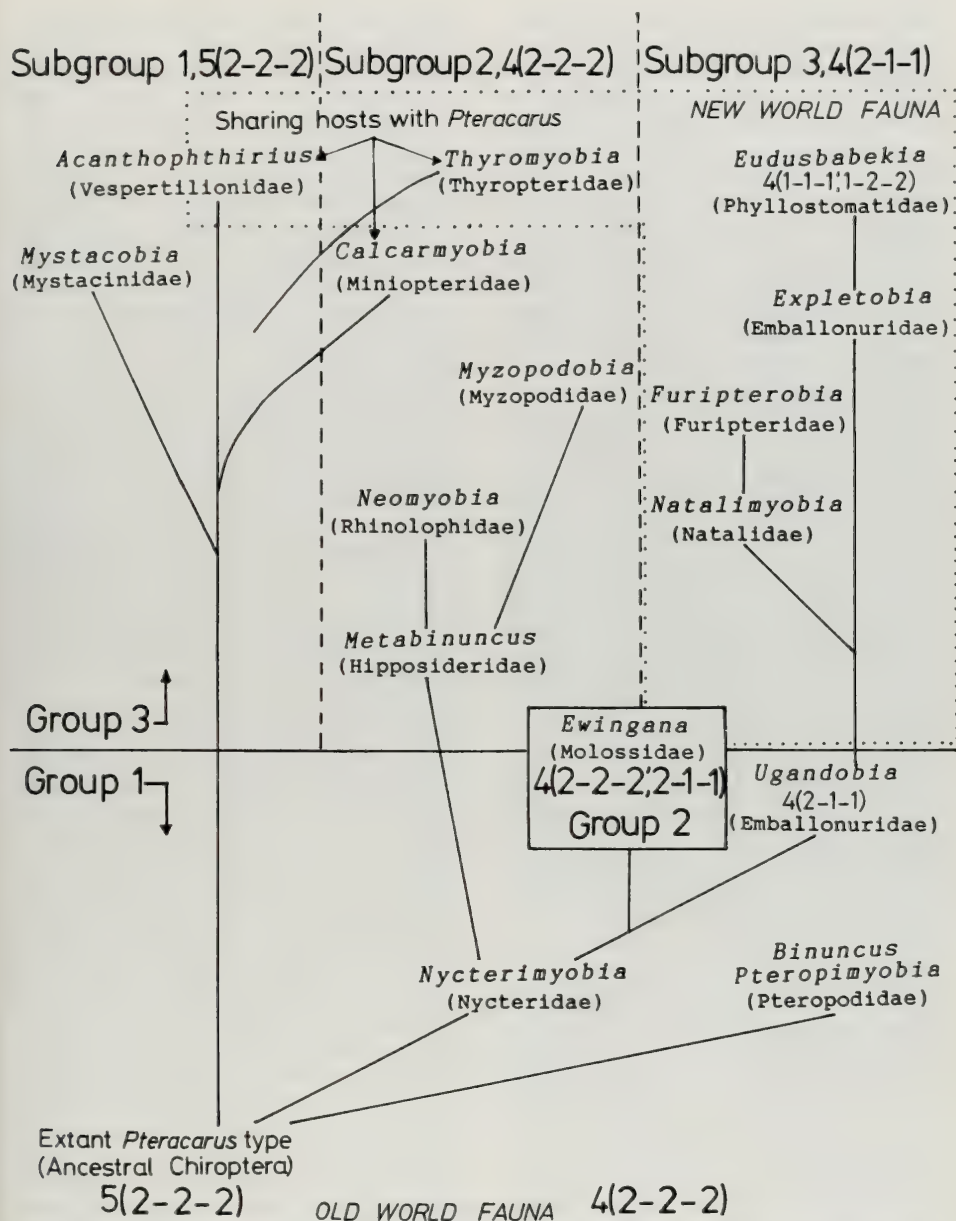 Subgroup 1,5(2-2-2)
Subgroup 2,4(2-2-2)
Subgroup 3,4(2-1-1)
Sharing hosts with Pteracarus
NEW WORLD FAUNA
Acanthophthirius
(Vespertilionidae)
Thyromyobia
(Thyropteridae)
Eudusbabekia
4(1-1-1,'1-2-2)
(Phyllostomatidae)
Mystacobia
(Mystacinidae)
Calcarmyobia
(Miniopteridae)
Expletobia
(Emballonuridae)
Myzopodobia
(Myzopodidae)
Furipterobia
(Furipteridae)
Neomyobia
(Rhinolophidae)
Natalimyobia
(Natalidae)
Metabinuncus
(Hipposideridae)
Group 3
Group 1
Ewingana
(Molossidae)
4(2-2-2,'2-1-1)
Group 2
Ugandobia
4(2-1-1)
(Emballonuridae)
Nycterimyobia
(Nycteridae)
Binuncus
Pteropimyobia
(Pteropodidae)
Extant Pteracarus type
(Ancestral Chiroptera)
5(2-2-2)
OLD WORLD FAUNA
4(2-2-2)